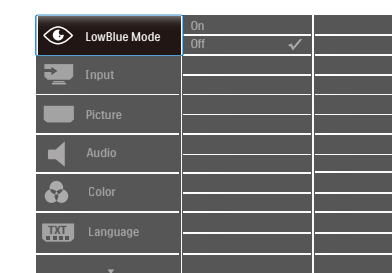 LowBlue Mode
On
Off
Input
Picture
Audio
Color
TXT
Language